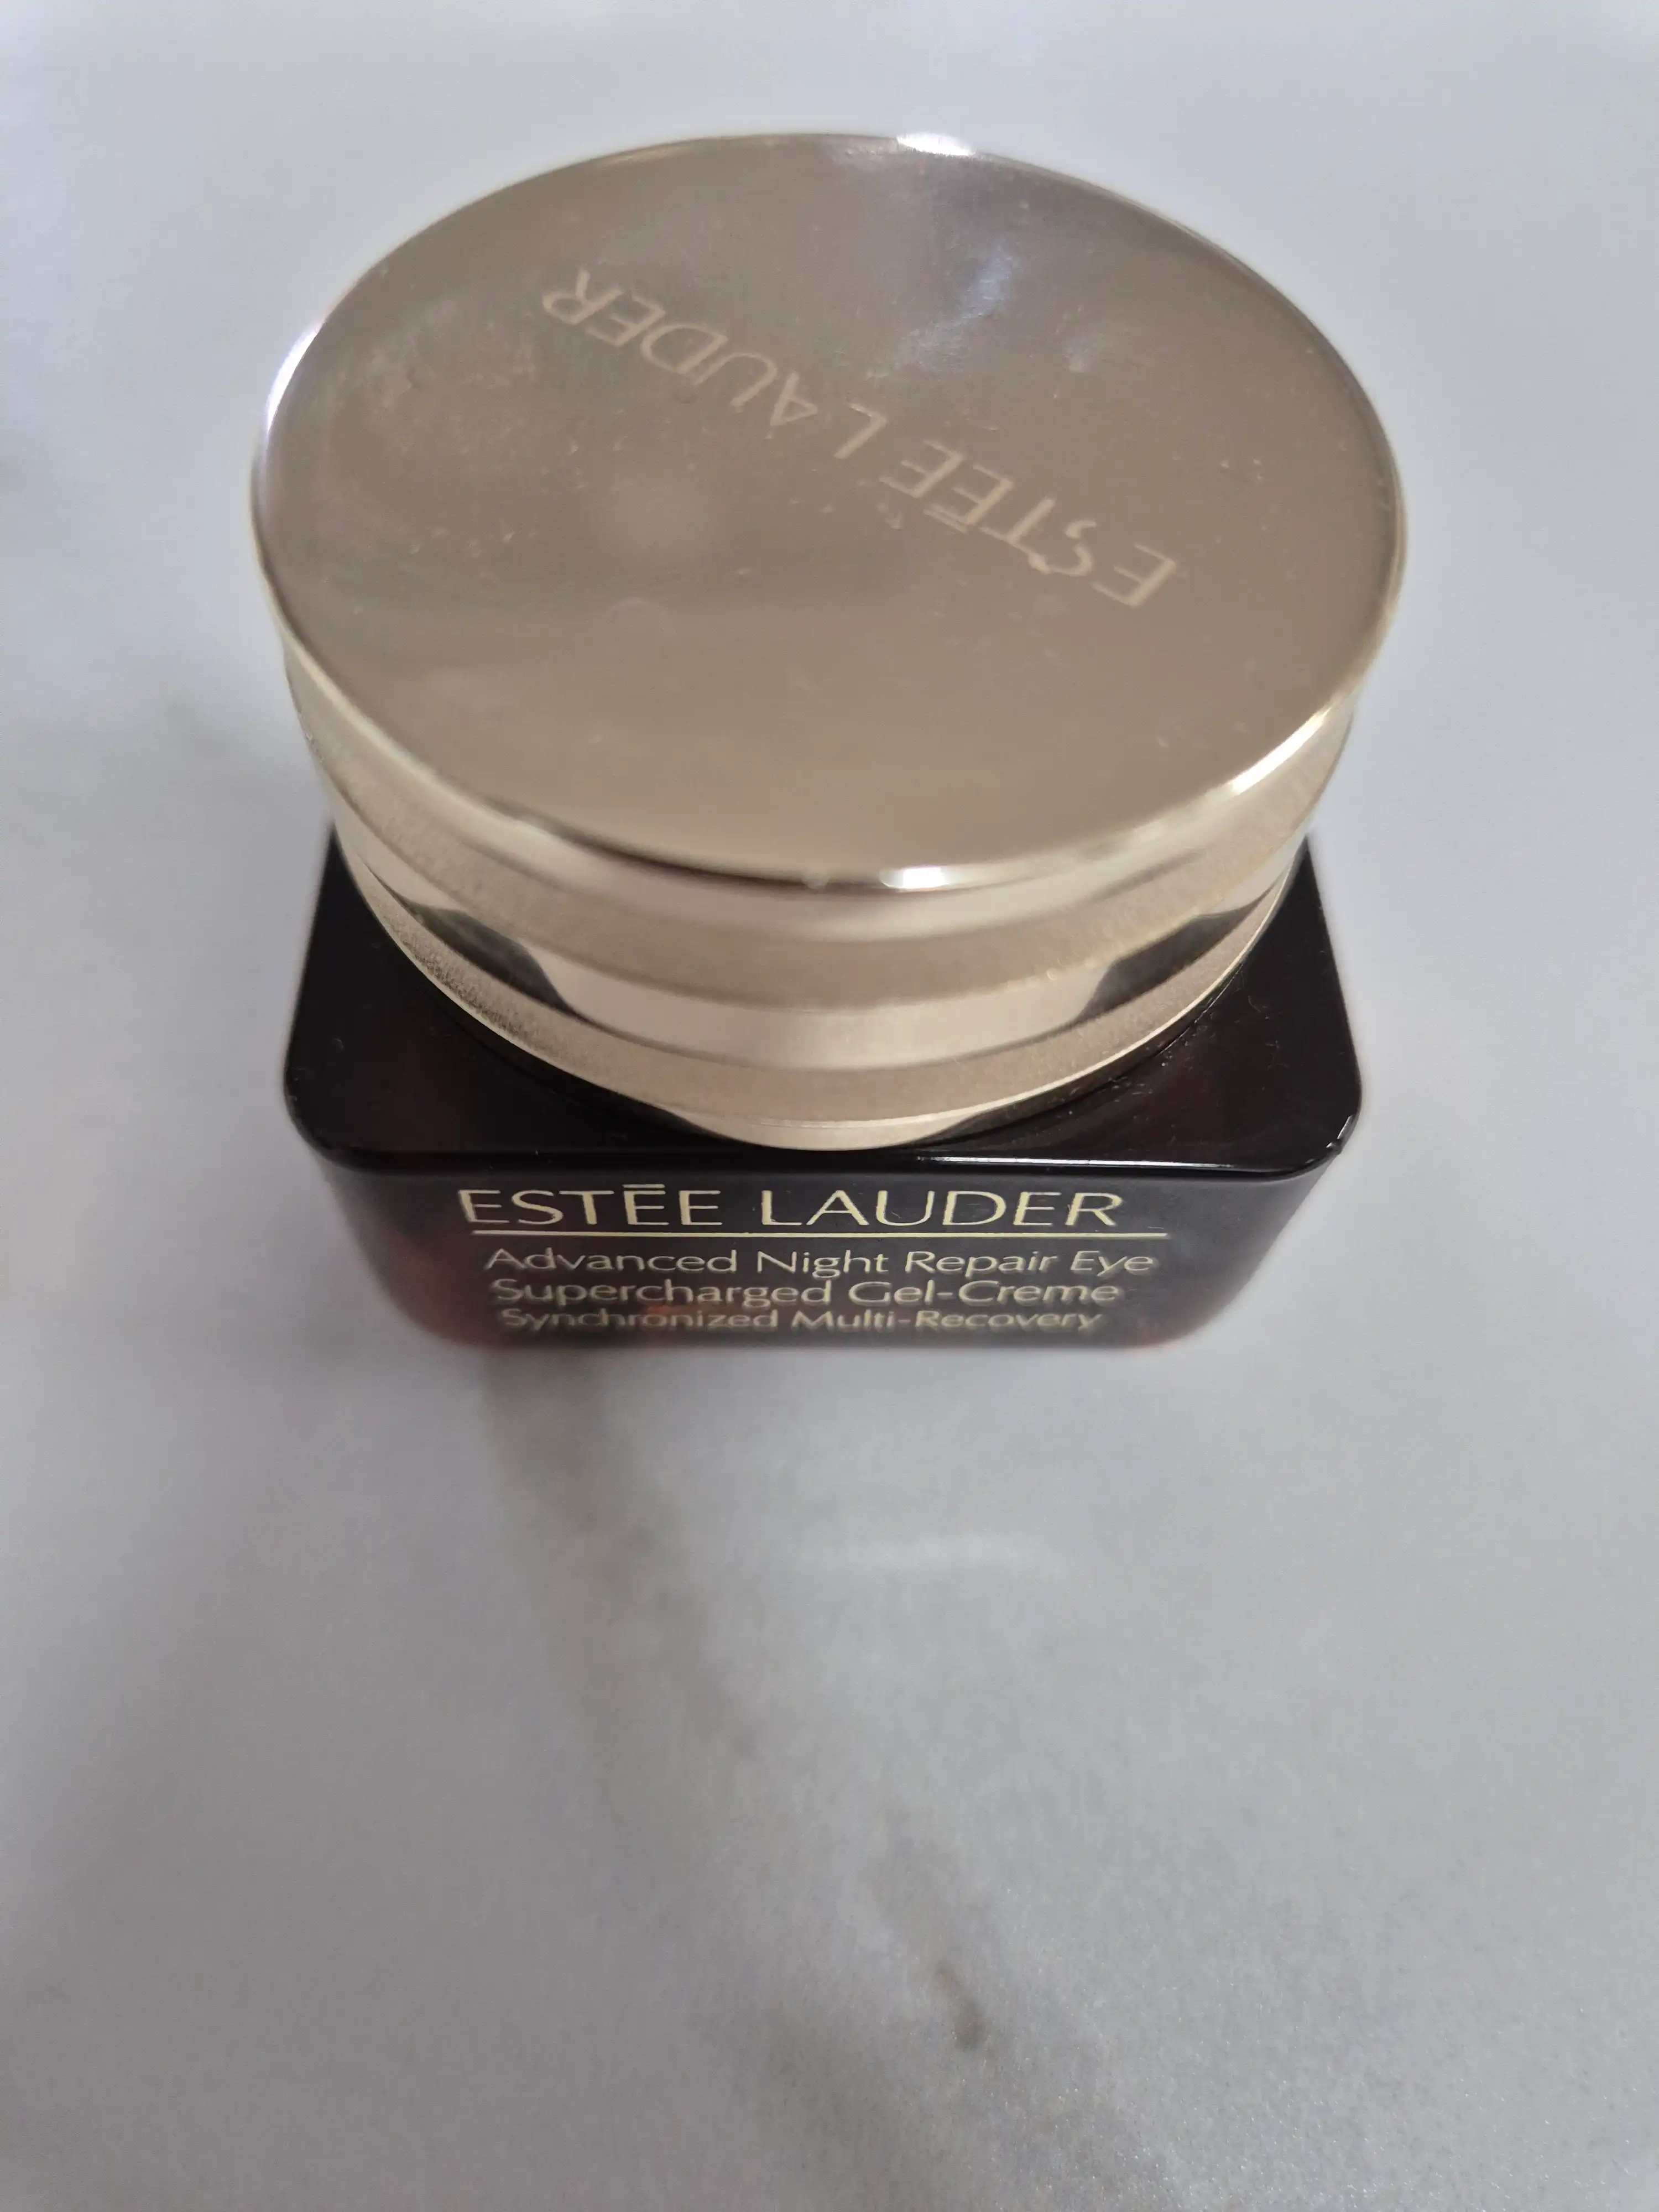 ESTĒE LAUDER
ESTĒE LAUDER
Advanced Night Repair Eye
Supercharged Gel-Creme
Synchronized Multi-Recovery